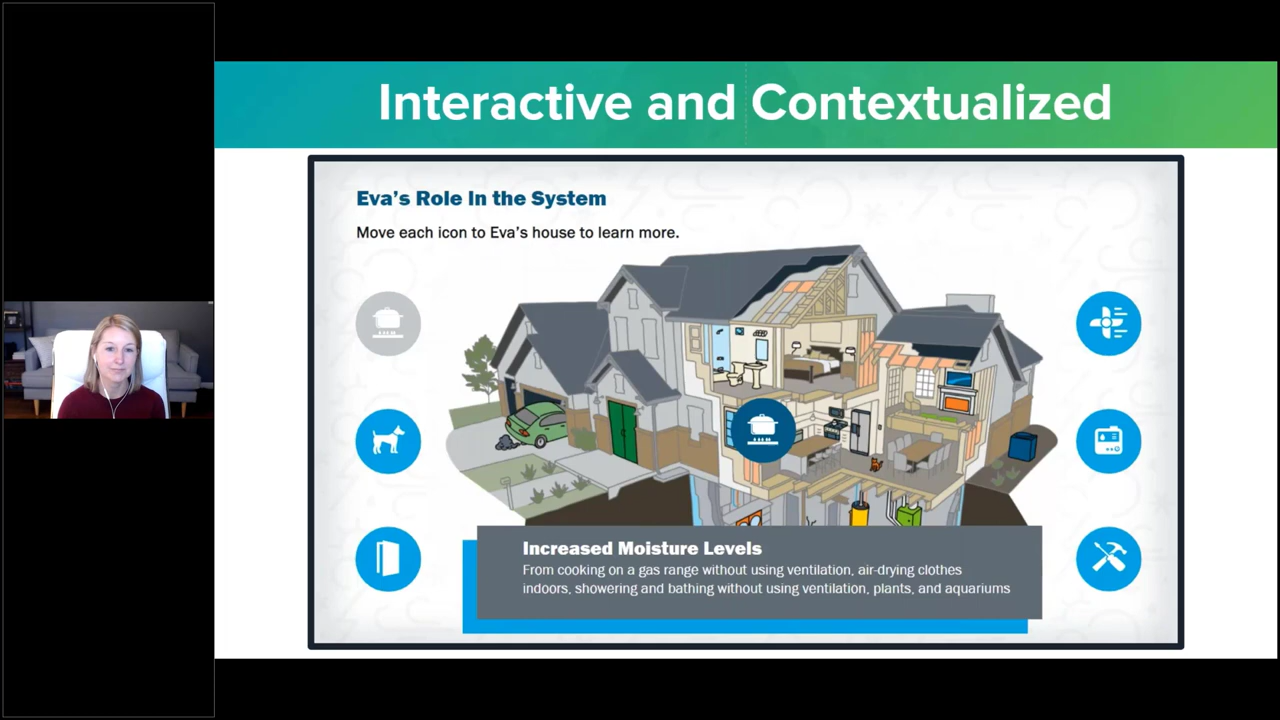 Interactive and Contextualized
Eva's Role In the System
Move each icon to Eva's house to learn more.
Increased Moisture Levels
From cooking on a gas range without using ventilation, air-drying clothes
indoors, showering and bathing without using ventilation, plants, and aquariums